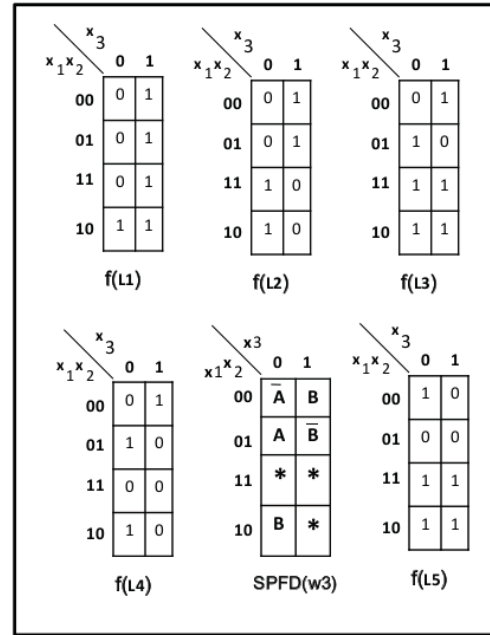 x3 x3 x3
x1x2 0 1 x1x2 0 1 x1x2 0 1
00 0 1 00 0 1 00 0 1
01 0 1 01 0 1 01 1 0
11 0 1 11 1 0 11 1 1
10 1 1 10 1 0 10 1 1
f(L1) f(L2) f(L3)
x3 x3 x3
x1x2 0 1 x1x2 0 1 x1x2 0 1
00 0 1 00 A̅ B 00 1 0
01 1 0 01 A B̅ 01 0 0
11 0 0 11 * * 11 1 1
10 1 0 10 B * 10 1 1
f(L4) SPFD(w3) f(L5)